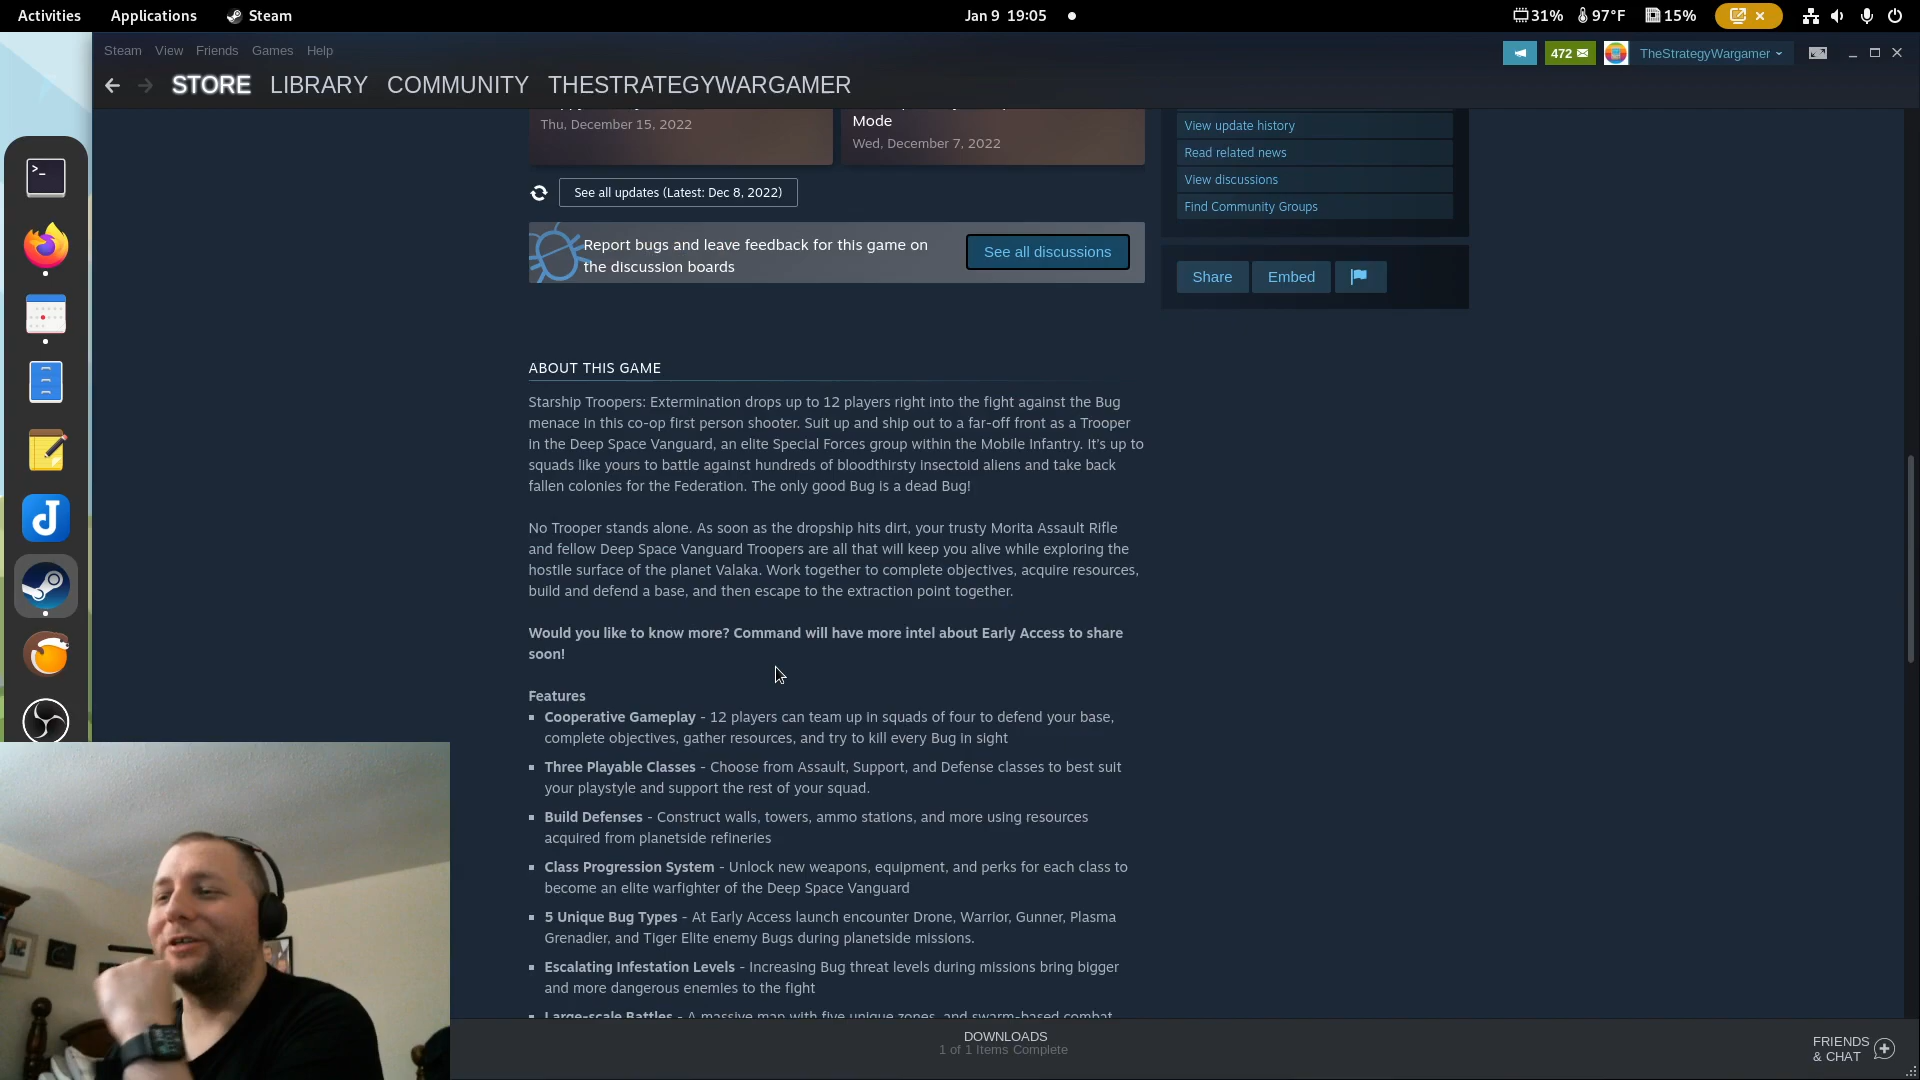 Activities
Applications
Steam
Jan 9 19:05
31%
97°F
15%
Steam View Friends Games Help
472
TheStrategyWargamer
STORE LIBRARY COMMUNITY THESTRATEGYWARGAMER
Thu, December 15, 2022
Mode
Wed, December 7, 2022
See all updates (Latest: Dec 8, 2022)
Report bugs and leave feedback for this game on
the discussion boards
See all discussions
View update history
Read related news
View discussions
Find Community Groups
Share
Embed
ABOUT THIS GAME
Starship Troopers: Extermination drops up to 12 players right into the fight against the Bug
menace in this co-op first person shooter. Suit up and ship out to a far-off front as a Trooper
in the Deep Space Vanguard, an elite Special Forces group within the Mobile Infantry. It's up to
squads like yours to battle against hundreds of bloodthirsty insectoid aliens and take back
fallen colonies for the Federation. The only good Bug is a dead Bug!
No Trooper stands alone. As soon as the dropship hits dirt, your trusty Morita Assault Rifle
and fellow Deep Space Vanguard Troopers are all that will keep you alive while exploring the
hostile surface of the planet Valaka. Work together to complete objectives, acquire resources,
build and defend a base, and then escape to the extraction point together.
Would you like to know more? Command will have more intel about Early Access to share
soon!
Features
Cooperative Gameplay - 12 players can team up in squads of four to defend your base,
complete objectives, gather resources, and try to kill every Bug in sight
Three Playable Classes - Choose from Assault, Support, and Defense classes to best suit
your playstyle and support the rest of your squad.
Build Defenses - Construct walls, towers, ammo stations, and more using resources
acquired from planetside refineries
Class Progression System - Unlock new weapons, equipment, and perks for each class to
become an elite warfighter of the Deep Space Vanguard
5 Unique Bug Types - At Early Access launch encounter Drone, Warrior, Gunner, Plasma
Grenadier, and Tiger Elite enemy Bugs during planetside missions.
Escalating Infestation Levels - Increasing Bug threat levels during missions bring bigger
and more dangerous enemies to the fight
Large-scale Battles - A massive map with five unique zones, and swarm-based combat
DOWNLOADS
1 of 1 Items Complete
FRIENDS
& CHAT